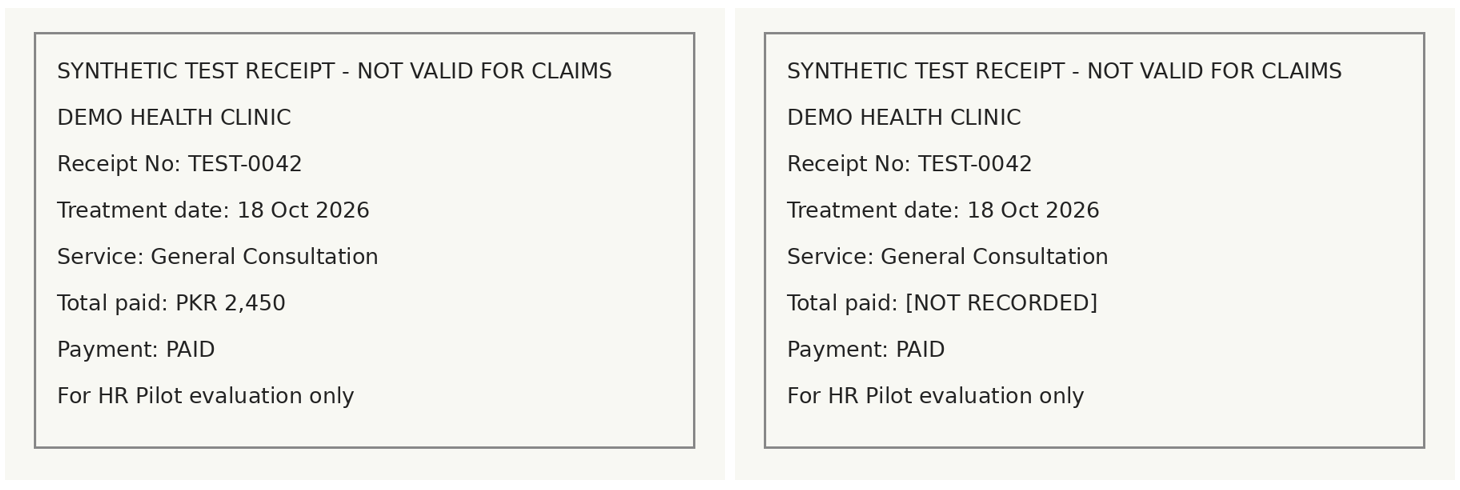 SYNTHETIC TEST RECEIPT - NOT VALID FOR CLAIMS
DEMO HEALTH CLINIC
Receipt No: TEST-0042
Treatment date: 18 Oct 2026
Service: General Consultation
Total paid: PKR 2,450
Payment: PAID
For HR Pilot evaluation only
SYNTHETIC TEST RECEIPT - NOT VALID FOR CLAIMS
DEMO HEALTH CLINIC
Receipt No: TEST-0042
Treatment date: 18 Oct 2026
Service: General Consultation
Total paid: [NOT RECORDED]
Payment: PAID
For HR Pilot evaluation only